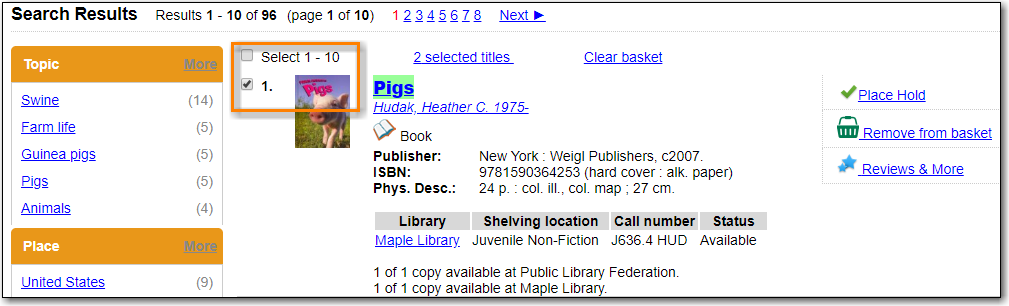 Search Results Results 1 - 10 of 96 (page 1 of 10) 1 2 3 4 5 6 7 8 Next ►
Topic More
Swine (14)
Farm life (5)
Guinea pigs (5)
Pigs (5)
Animals (4)
Place More
United States (9)
Select 1 - 10 2 selected titles Clear basket
1.
Pigs
Pigs
Hudak, Heather C. 1975-
Book
Publisher: New York : Weigl Publishers, c2007.
ISBN: 9781590364253 (hard cover : alk. paper)
Phys. Desc.: 24 p. : col. ill., col. map ; 27 cm.
Library Shelving location Call number Status
Maple Library Juvenile Non-Fiction J636.4 HUD Available
1 of 1 copy available at Public Library Federation.
1 of 1 copy available at Maple Library.
Place Hold
Remove from basket
Reviews & More